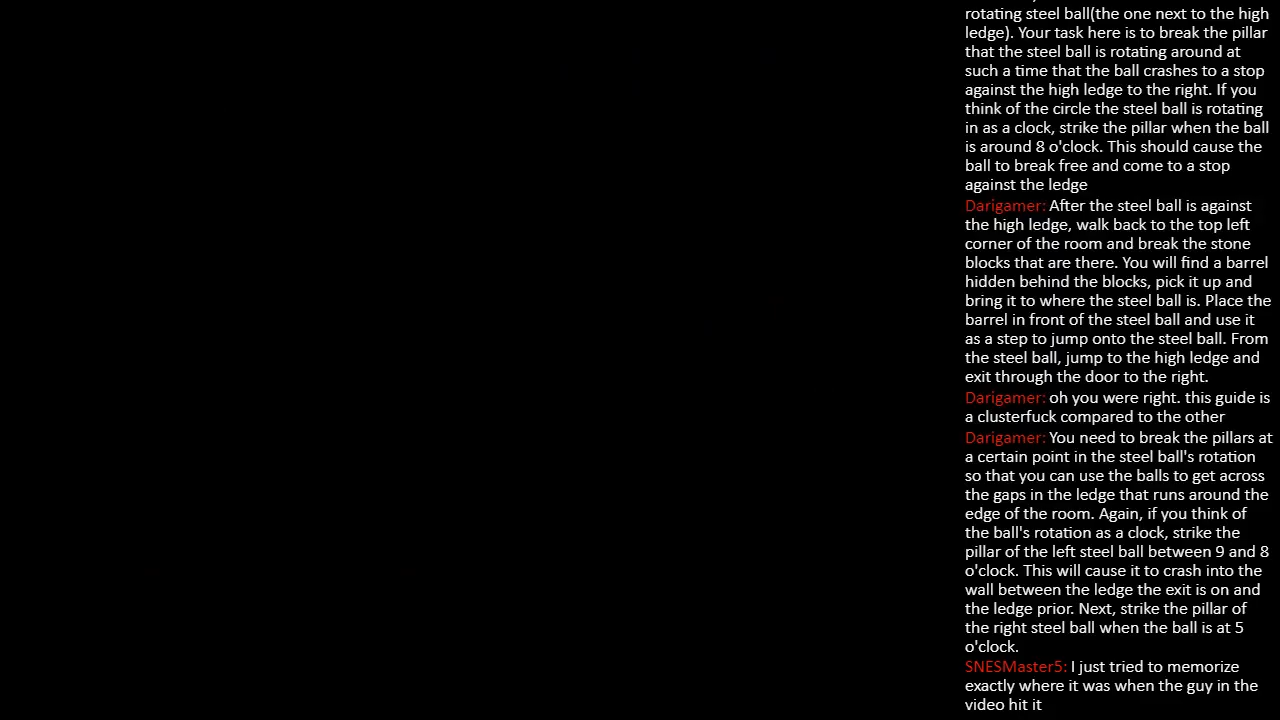 rotating steel ball(the one next to the high
ledge). Your task here is to break the pillar
that the steel ball is rotating around at
such a time that the ball crashes to a stop
against the high ledge to the right. If you
think of the circle the steel ball is rotating
in as a clock, strike the pillar when the ball
is around 8 o'clock. This should cause the
ball to break free and come to a stop
against the ledge
Darigamer: After the steel ball is against
the high ledge, walk back to the top left
corner of the room and break the stone
blocks that are there. You will find a barrel
hidden behind the blocks, pick it up and
bring it to where the steel ball is. Place the
barrel in front of the steel ball and use it
as a step to jump onto the steel ball. From
the steel ball, jump to the high ledge and
exit through the door to the right.
Darigamer: oh you were right. this guide is
a clusterfuck compared to the other
Darigamer: You need to break the pillars at
a certain point in the steel ball's rotation
so that you can use the balls to get across
the gaps in the ledge that runs around the
edge of the room. Again, if you think of
the ball's rotation as a clock, strike the
pillar of the left steel ball between 9 and 8
o'clock. This will cause it to crash into the
wall between the ledge the exit is on and
the ledge prior. Next, strike the pillar of
the right steel ball when the ball is at 5
o'clock.
SNESMaster5: I just tried to memorize
exactly where it was when the guy in the
video hit it